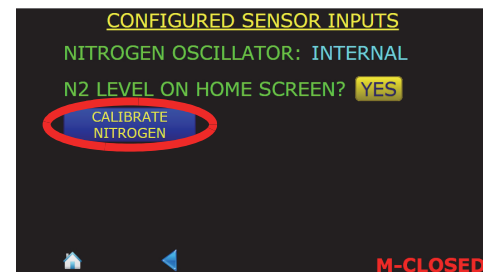 CONFIGURED SENSOR INPUTS
NITROGEN OSCILLATOR: INTERNAL
N2 LEVEL ON HOME SCREEN? YES
CALIBRATE
NITROGEN
M-CLOSED